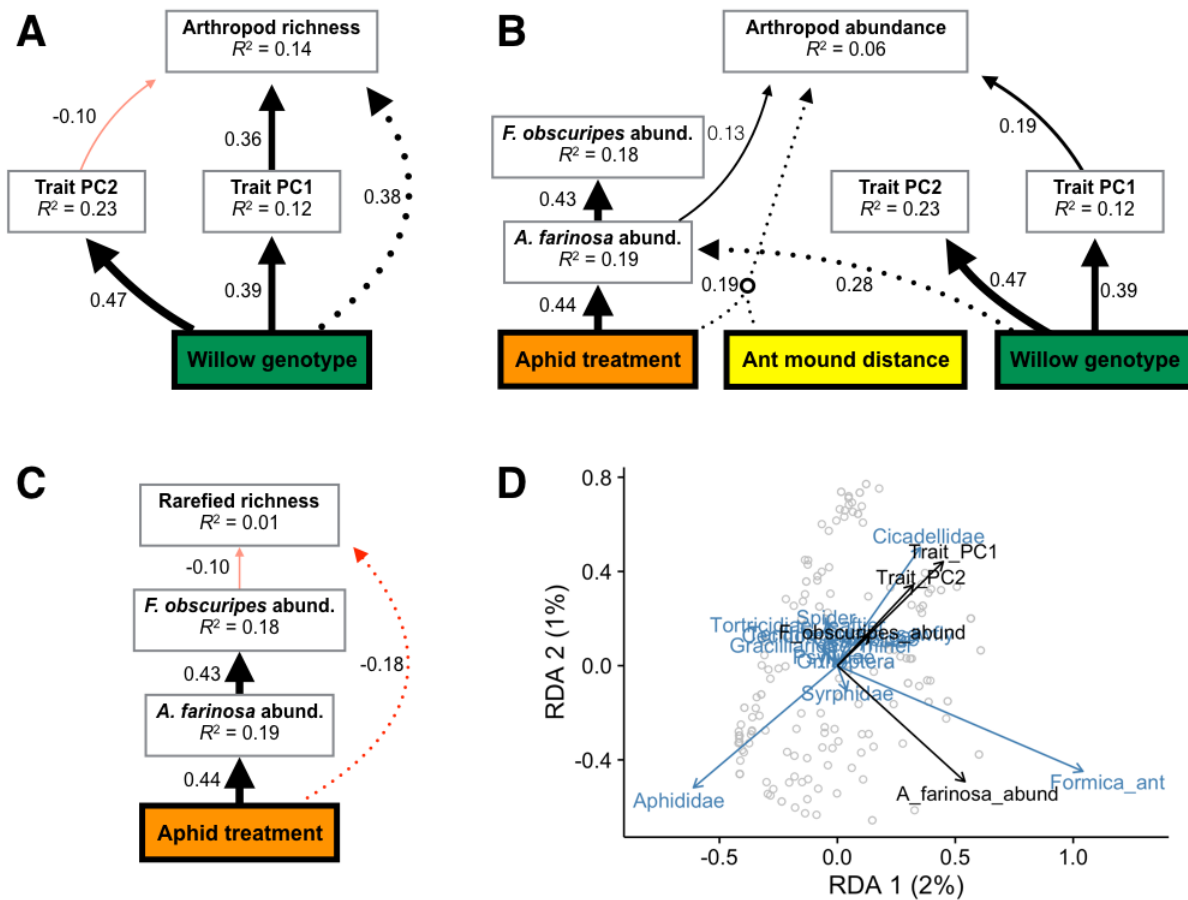 A
Arthropod richness
R² = 0.14
-0.10
0.36
0.38
Trait PC2
R² = 0.23
Trait PC1
R² = 0.12
0.47
0.39
Willow genotype
B
Arthropod abundance
R² = 0.06
F. obscuripes abund.
R² = 0.18
0.13
0.19
0.43
Trait PC2
R² = 0.23
Trait PC1
R² = 0.12
A. farinosa abund.
R² = 0.19
0.44
0.19
0.28
0.47
0.39
Aphid treatment
Ant mound distance
Willow genotype
C
Rarefied richness
R² = 0.01
-0.10
F. obscuripes abund.
R² = 0.18
-0.18
0.43
A. farinosa abund.
R² = 0.19
0.44
Aphid treatment
D
RDA 2 (1%)
0.8
0.4
0.0
-0.4
Cicadellidae
Trait_PC1
Trait_PC2
Spider
F_obscuripes_abund
Syrphidae
Formica_ant
A_farinosa_abund
Aphididae
-0.5
0.0
0.5
1.0
RDA 1 (2%)